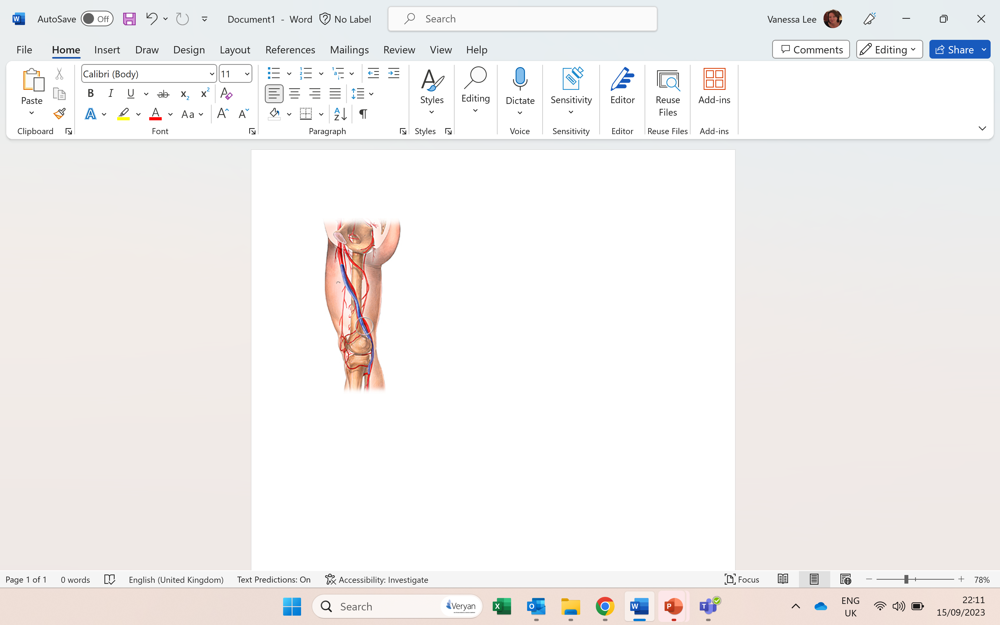 AutoSave Off Document1 - Word No Label Search Vanessa Lee
File Home Insert Draw Design Layout References Mailings Review View Help Comments Editing Share
Paste
Calibri (Body) 11
Styles Editing Dictate Sensitivity Editor Reuse Files Add-ins
Clipboard Font Paragraph Styles Voice Sensitivity Editor Reuse Files Add-ins
Page 1 of 1 0 words English (United Kingdom) Text Predictions: On Accessibility: Investigate Focus 78%
Search Veryan ENG UK 22:11 15/09/2023